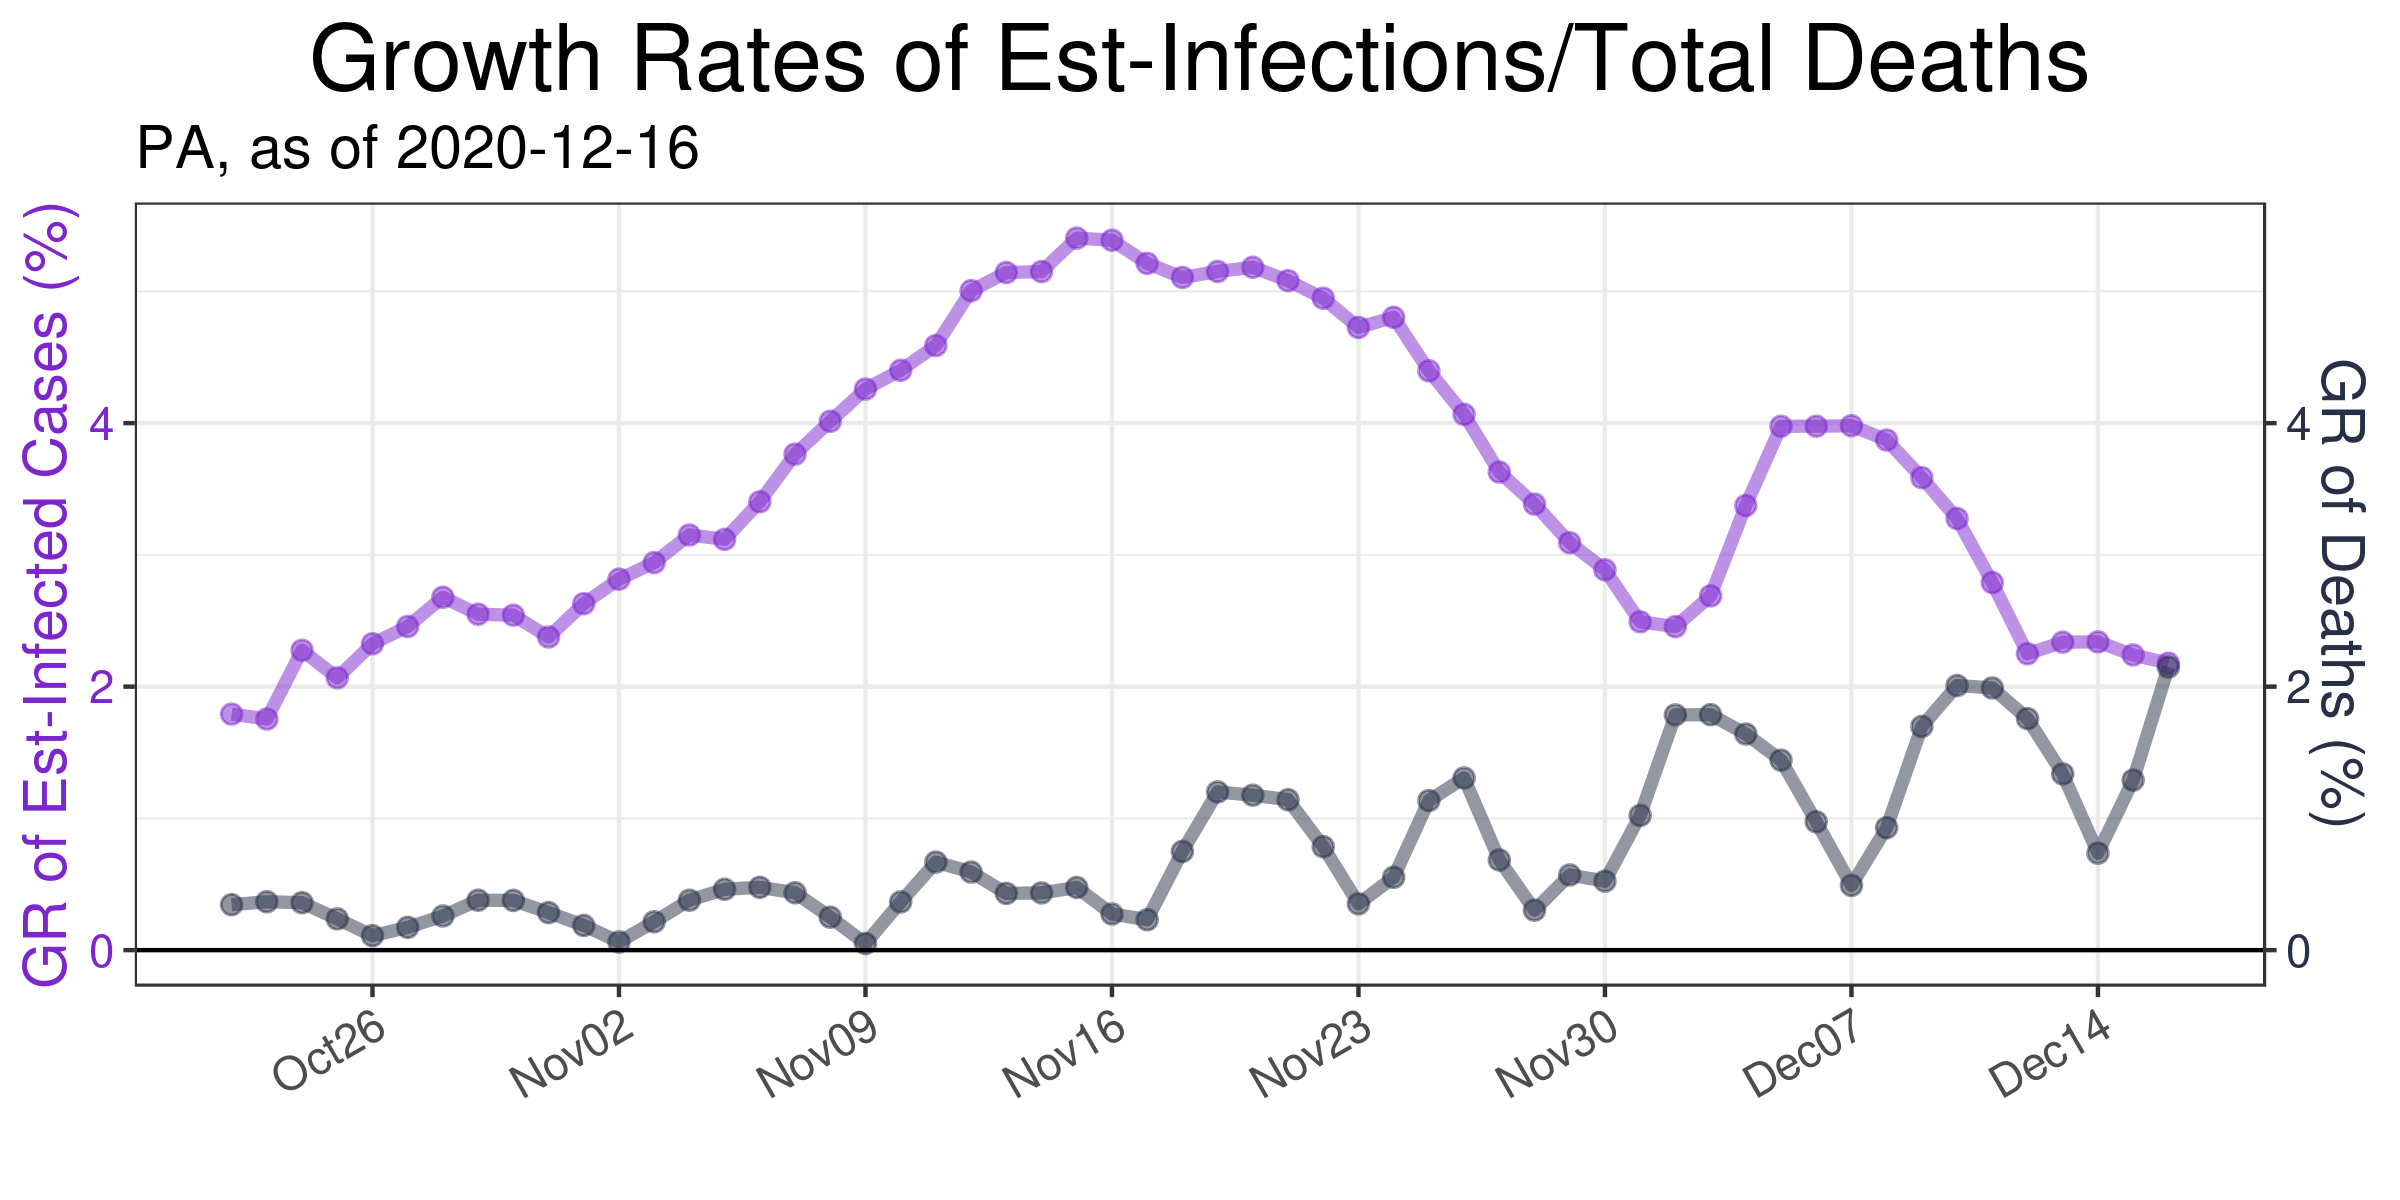 Growth Rates of Est-Infections/Total Deaths
PA, as of 2020-12-16
GR of Est-Infected Cases (%)
4
2
0
4
2
0
GR of Deaths (%)
Oct26
Nov02
Nov09
Nov16
Nov23
Nov30
Dec07
Dec14